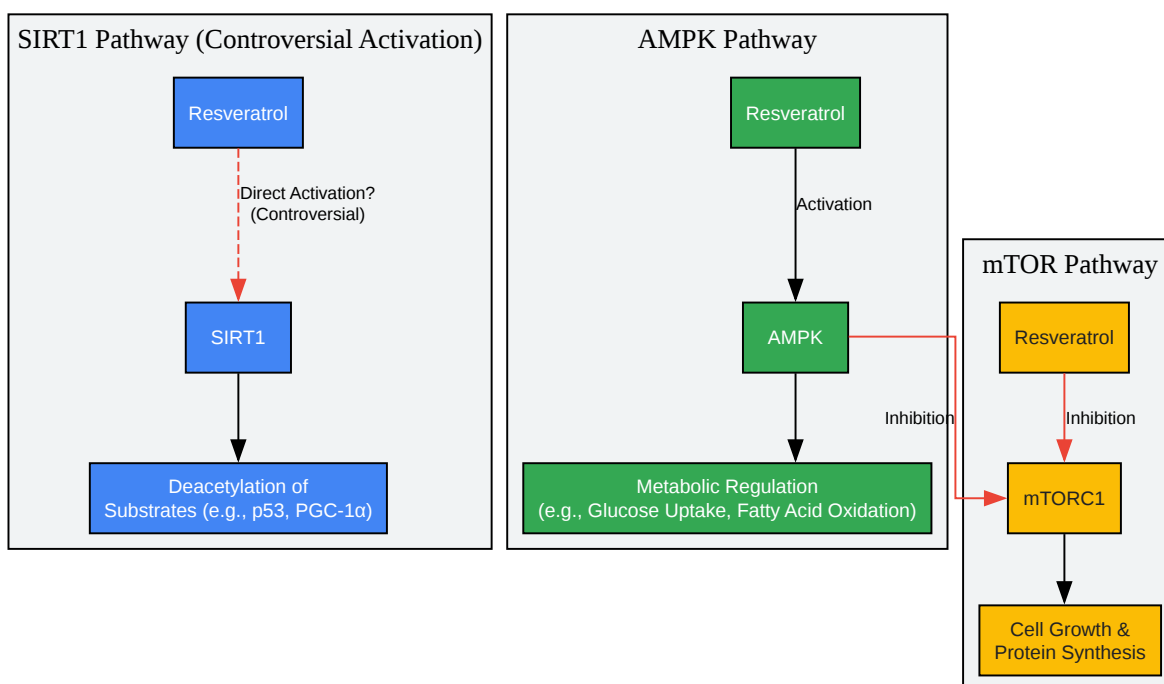 SIRT1 Pathway (Controversial Activation)
Resveratrol
Direct Activation?
(Controversial)
SIRT1
Deacetylation of
Substrates (e.g., p53, PGC-1α)
AMPK Pathway
Resveratrol
Activation
AMPK
Inhibition
Metabolic Regulation
(e.g., Glucose Uptake, Fatty Acid Oxidation)
mTOR Pathway
Resveratrol
Inhibition
mTORC1
Cell Growth &
Protein Synthesis